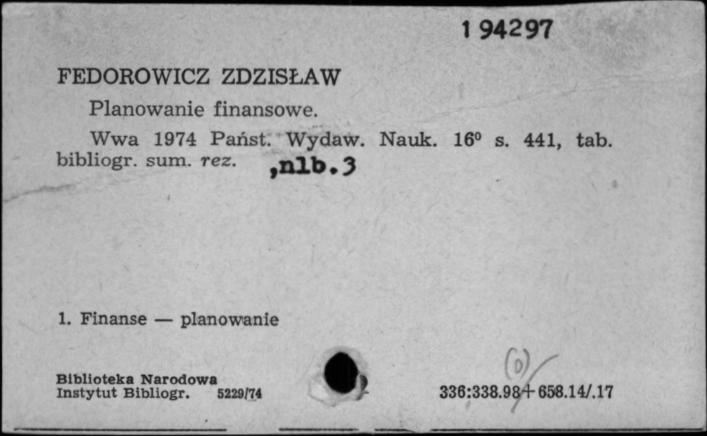 1 94297
FEDOROWICZ ZDZISŁAW
Planowanie finansowe.
Wwa 1974 Państ. Wydaw. Nauk. 16⁰ s. 441, tab.
bibliogr. sum. rez. ,nlb.3
1. Finanse — planowanie
(0)
Biblioteka Narodowa
Instytut Bibliogr. 5229/74
336:338.98+658.14/.17